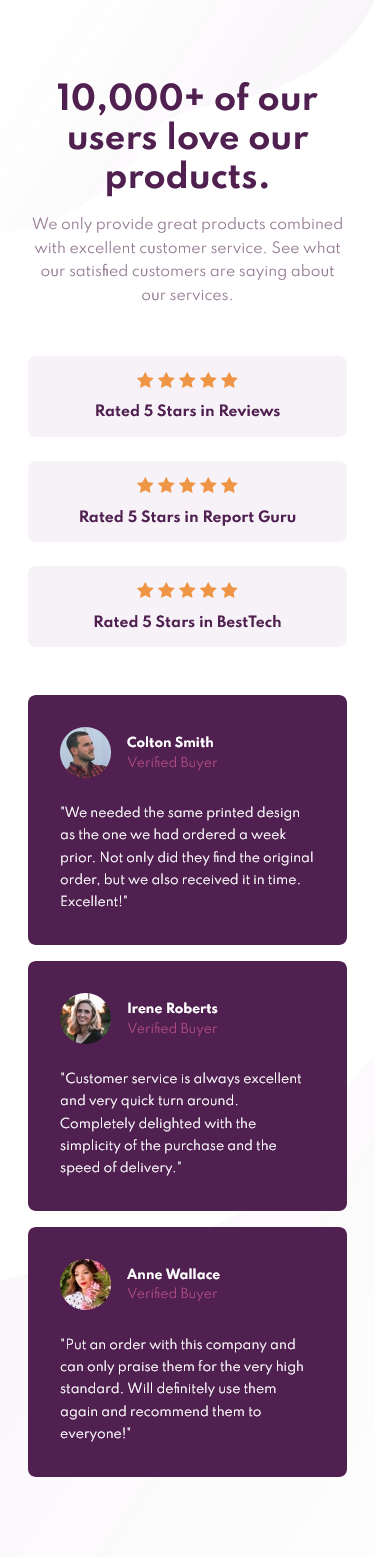 10,000+ of our
users love our
products.
We only provide great products combined
with excellent customer service. See what
our satisfied customers are saying about
our services.
Rated 5 Stars in Reviews
Rated 5 Stars in Report Guru
Rated 5 Stars in BestTech
Colton Smith
Verified Buyer
"We needed the same printed design
as the one we had ordered a week
prior. Not only did they find the original
order, but we also received it in time.
Excellent!"
Irene Roberts
Verified Buyer
"Customer service is always excellent
and very quick turn around.
Completely delighted with the
simplicity of the purchase and the
speed of delivery."
Anne Wallace
Verified Buyer
"Put an order with this company and
can only praise them for the very high
standard. Will definitely use them
again and recommend them to
everyone!"